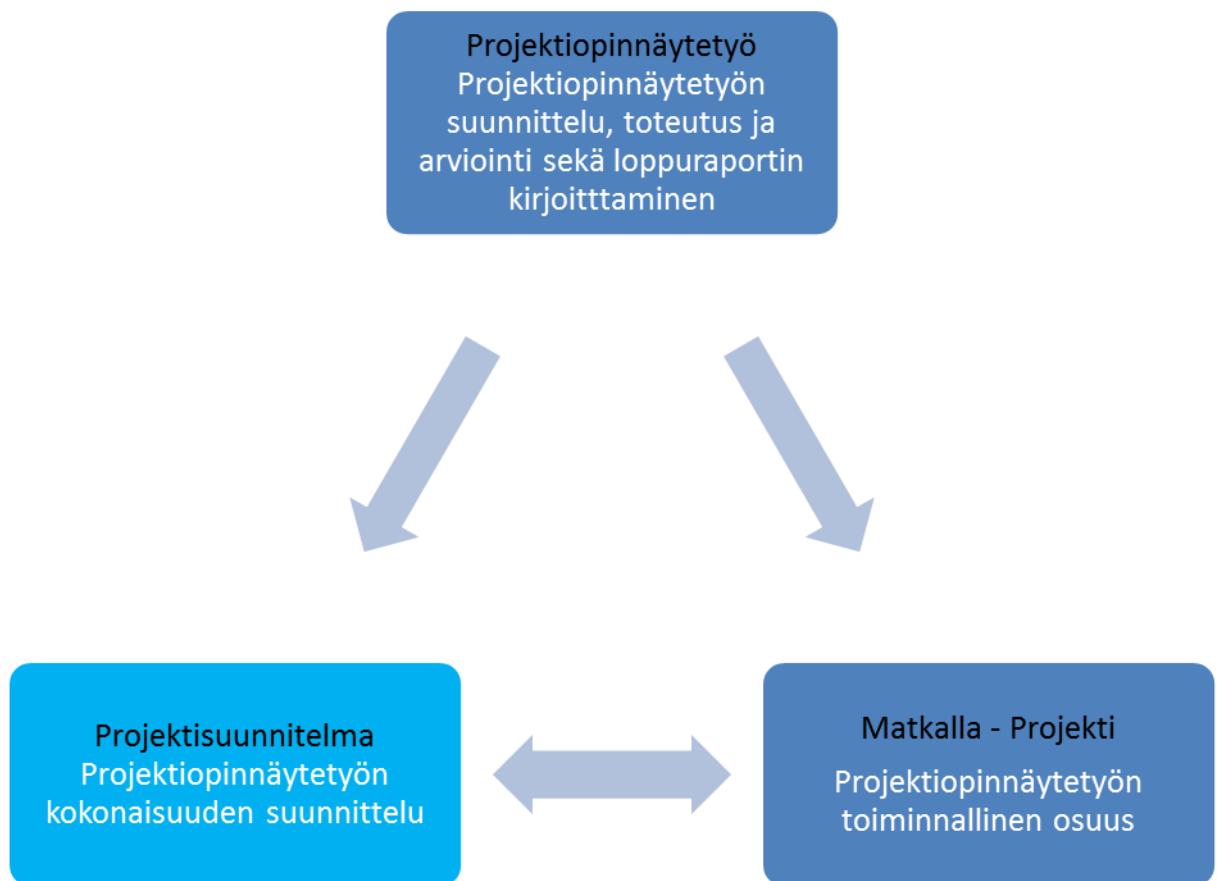 Projektiopinnäytetyö
Projektiopinnäytetyön
suunnittelu, toteutus ja
arviointi sekä loppuraportin
kirjoitttaminen
Projektisuunnitelma
Projektiopinnäytetyön
kokonaisuuden suunnittelu
Matkalla - Projekti
Projektiopinnäytetyön
toiminnallinen osuus